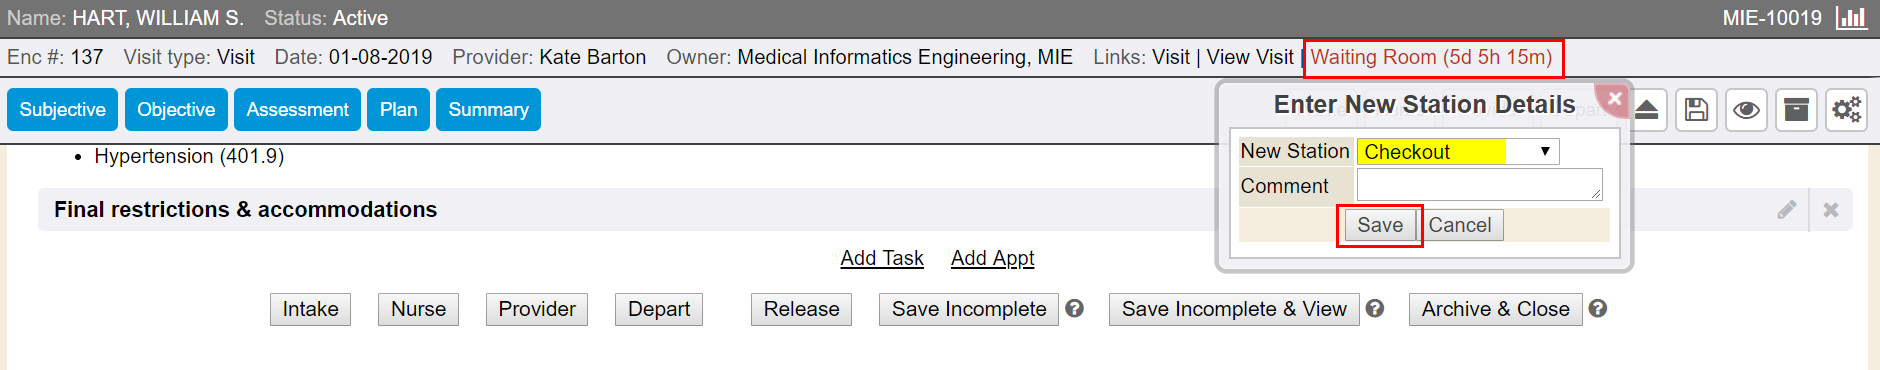 Name: HART, WILLIAM S. Status: Active MIE-10019
Enc #: 137 Visit type: Visit Date: 01-08-2019 Provider: Kate Barton Owner: Medical Informatics Engineering, MIE Links: Visit | View Visit | Waiting Room (5d 5h 15m)
Subjective Objective Assessment Plan Summary
Enter New Station Details
New Station Checkout
Comment
Save Cancel
• Hypertension (401.9)
Final restrictions & accommodations
Add Task Add Appt
Intake Nurse Provider Depart Release Save Incomplete ? Save Incomplete & View ? Archive & Close ?